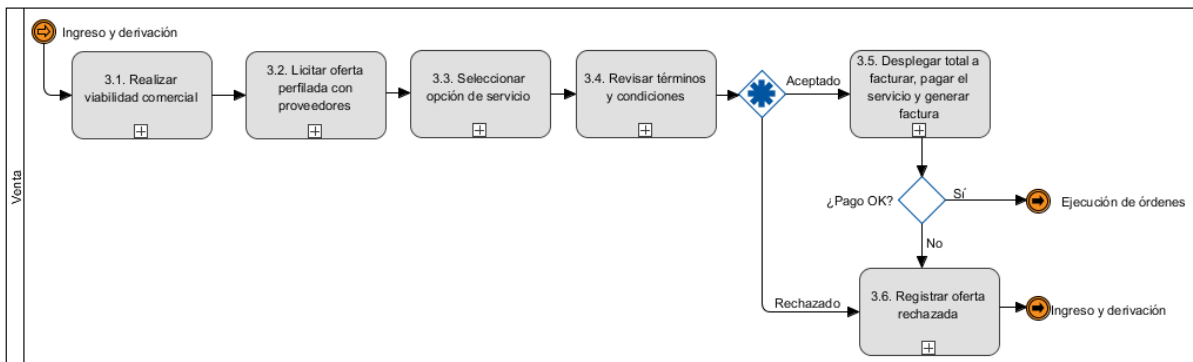 Venta
Ingreso y derivación
3.1. Realizar
viabilidad comercial
3.2. Licitar oferta
perfilada con
proveedores
3.3. Seleccionar
opción de servicio
3.4. Revisar términos
y condiciones
Aceptado
3.5. Desplegar total a
facturar, pagar el
servicio y generar
factura
¿Pago OK?
Sí
Ejecución de órdenes
No
Rechazado
3.6. Registrar oferta
rechazada
Ingreso y derivación